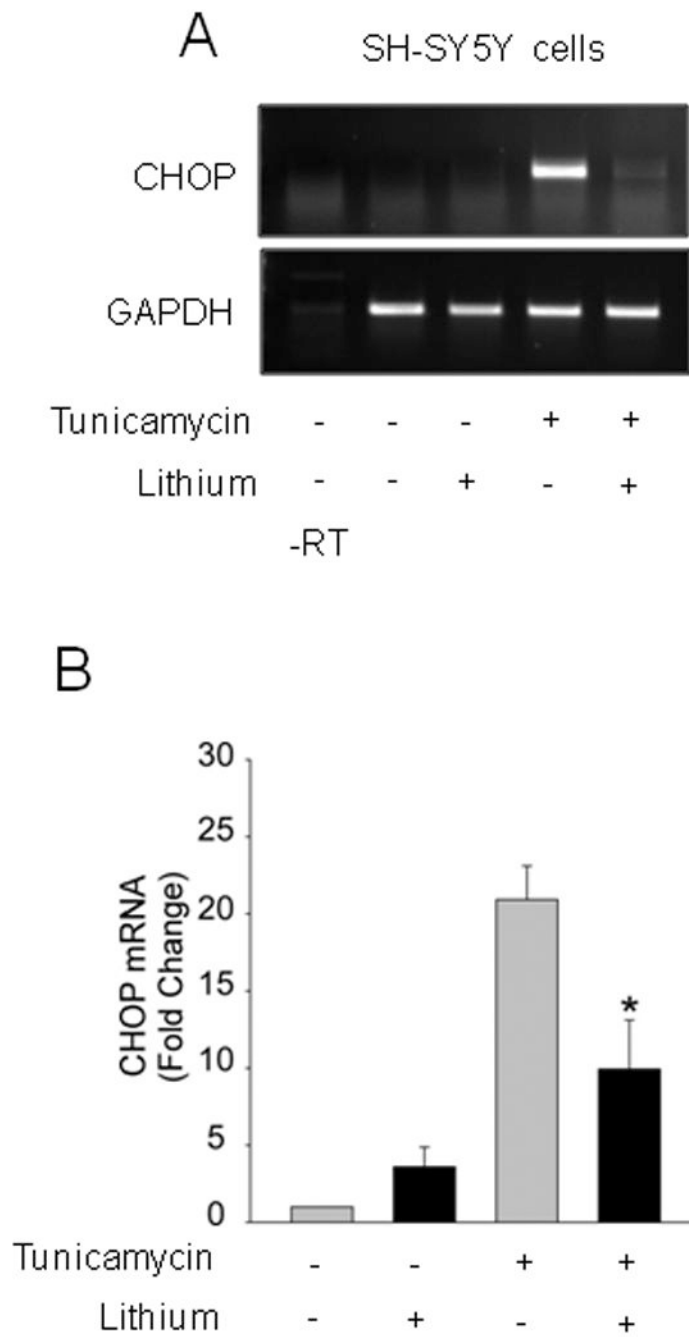 A
SH-SY5Y cells
CHOP
GAPDH
Tunicamycin - - - + +
Lithium - - + - +
-RT
B
CHOP mRNA
(Fold Change)
30
25
20
15
10
5
0
*
Tunicamycin - - + +
Lithium - + - +